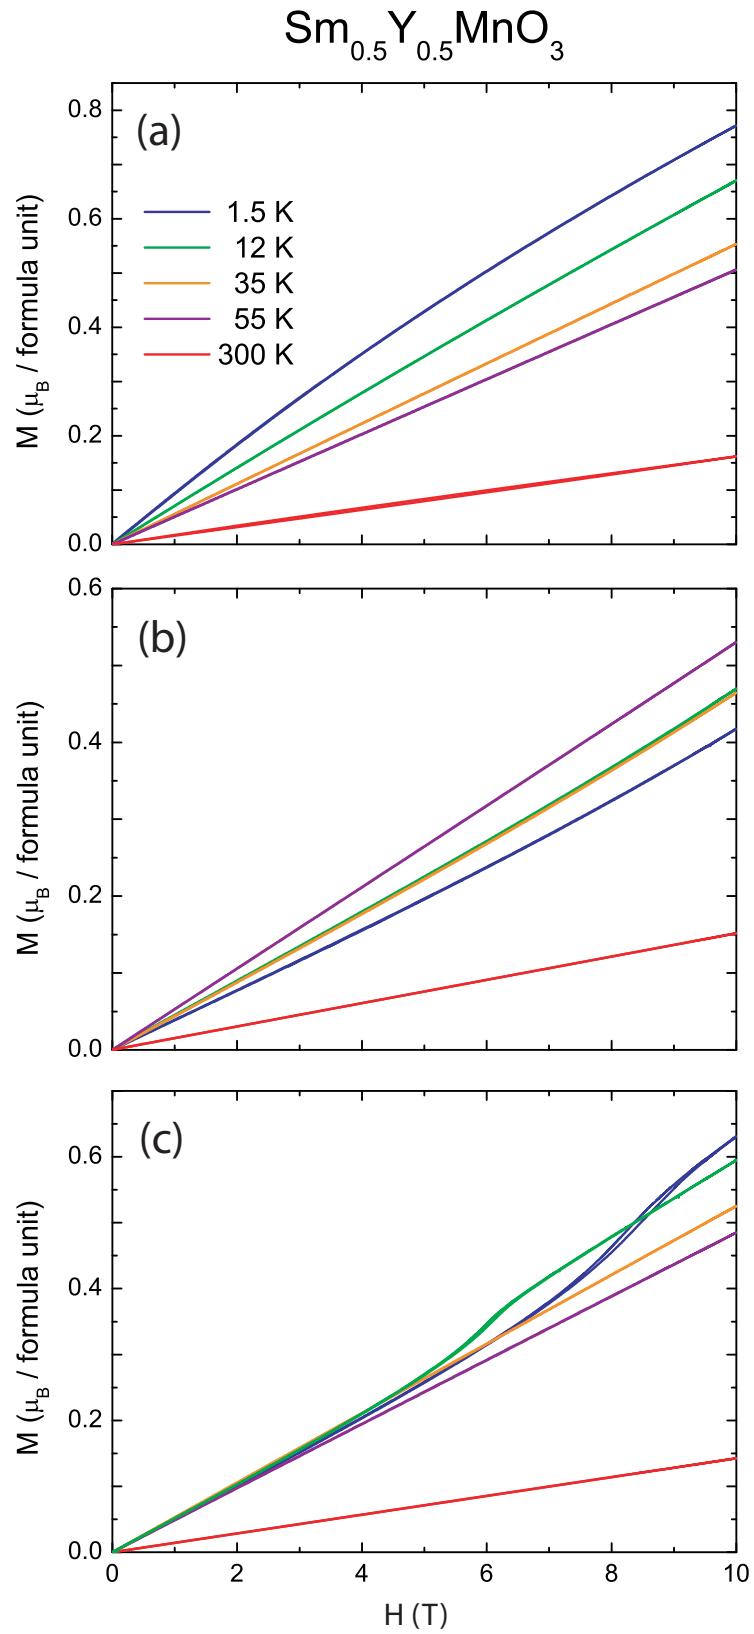 Sm0.5Y0.5MnO3
(a)
0.8
0.6
0.4
0.2
0.0
M (μB / formula unit)
1.5 K
12 K
35 K
55 K
300 K
(b)
0.6
0.4
0.2
0.0
M (μB / formula unit)
(c)
0.6
0.4
0.2
0.0
M (μB / formula unit)
0 2 4 6 8 10
H (T)